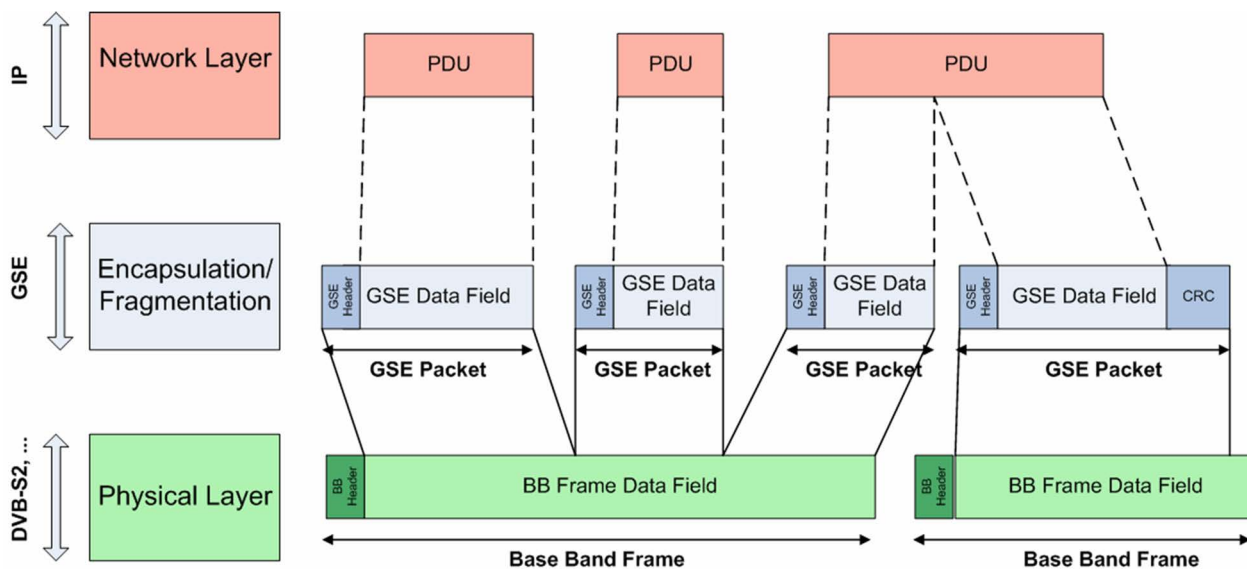 IP
Network Layer
PDU
PDU
PDU
GSE
Encapsulation/
Fragmentation
GSE
Header
GSE Data Field
GSE
Header
GSE Data
Field
GSE
Header
GSE Data
Field
GSE
Header
GSE Data Field
CRC
GSE Packet
GSE Packet
GSE Packet
GSE Packet
DVB-S2, ...
Physical Layer
BB
Header
BB Frame Data Field
BB
Header
BB Frame Data Field
Base Band Frame
Base Band Frame